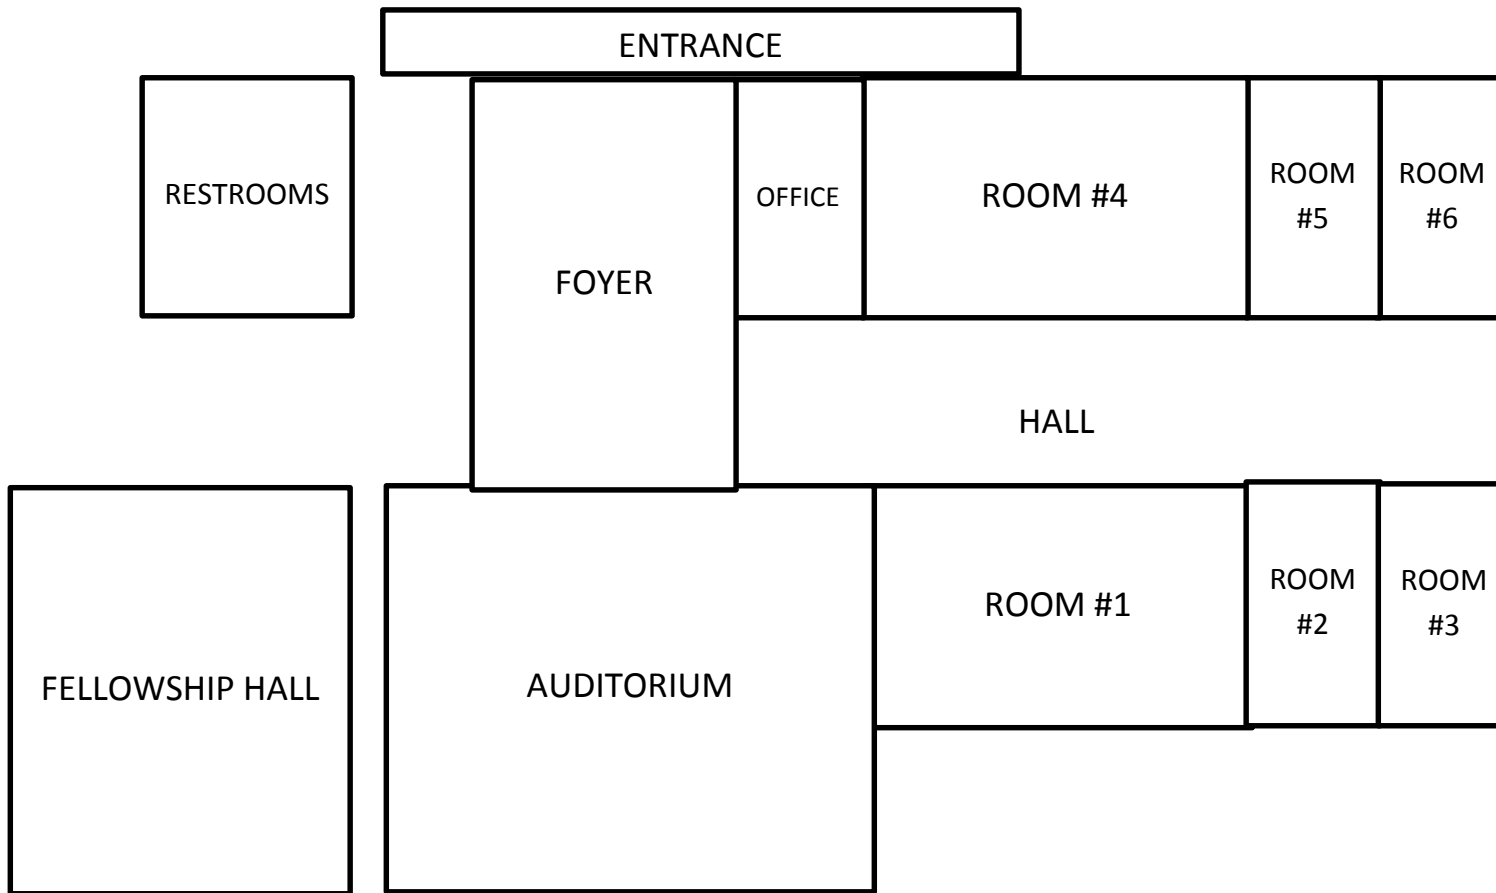 ENTRANCE
RESTROOMS
FOYER
OFFICE
ROOM #4
ROOM
#5
ROOM
#6
HALL
FELLOWSHIP HALL
AUDITORIUM
ROOM #1
ROOM
#2
ROOM
#3